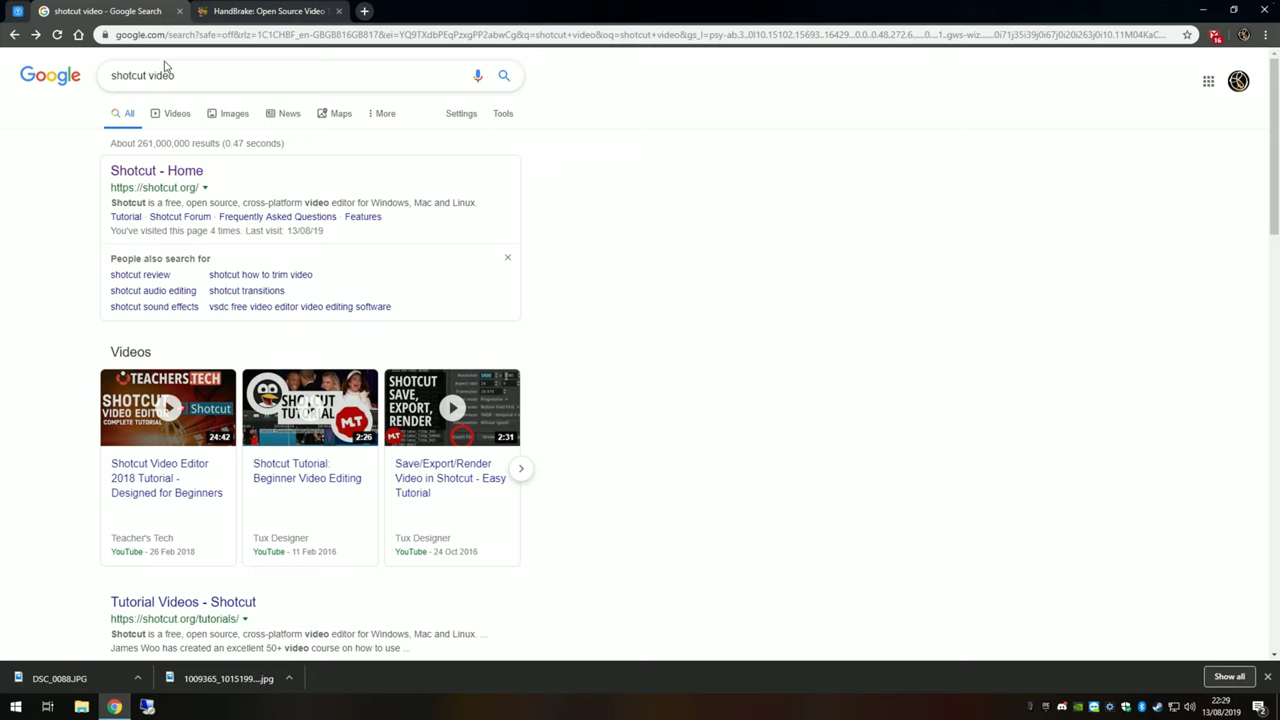 shotcut video - Google Search
HandBrake: Open Source Video T
google.com/search?safe=off&rlz=1C1CHBF_en-GBGB816GB817&ei=YQ9TXdbPEqPzxgPP2abwCg&q=shotcut+video&oq=shotcut+video&gs_l=psy-ab.3..0l10.15102.15693..16429...0.0..0.48.272.6......0....1..gws-wiz.......0i71j35i39j0i67j0i20i263j0i10.11M04W-KaC...
16
Google
shotcut video
All
Videos
Images
News
Maps
More
Settings
Tools
About 261,000,000 results (0.47 seconds)
Shotcut - Home
https://shotcut.org/
Shotcut is a free, open source, cross-platform video editor for Windows, Mac and Linux.
Tutorial · Shotcut Forum · Frequently Asked Questions · Features
You've visited this page 4 times. Last visit: 13/08/19
People also search for
shotcut review
shotcut how to trim video
shotcut audio editing
shotcut transitions
shotcut sound effects
vsdc free video editor video editing software
Videos
TEACHERS.TECH
SHOTCUT
VIDEO EDITOR
COMPLETE TUTORIAL
Shotcut
24:42
SHOTCUT
TUTORIAL
MT
2:26
SHOTCUT
SAVE,
EXPORT,
RENDER
MT
2:31
Shotcut Video Editor
2018 Tutorial -
Designed for Beginners
Teacher's Tech
YouTube - 26 Feb 2018
Shotcut Tutorial:
Beginner Video Editing
Tux Designer
YouTube - 11 Feb 2016
Save/Export/Render
Video in Shotcut - Easy
Tutorial
Tux Designer
YouTube - 24 Oct 2016
Tutorial Videos - Shotcut
https://shotcut.org/tutorials/
Shotcut is a free, open source, cross-platform video editor for Windows, Mac and Linux. ...
James Woo has created an excellent 50+ video course on how to use ...
DSC_0088.JPG
1009365_1015199....jpg
Show all
22:29
13/08/2019
2